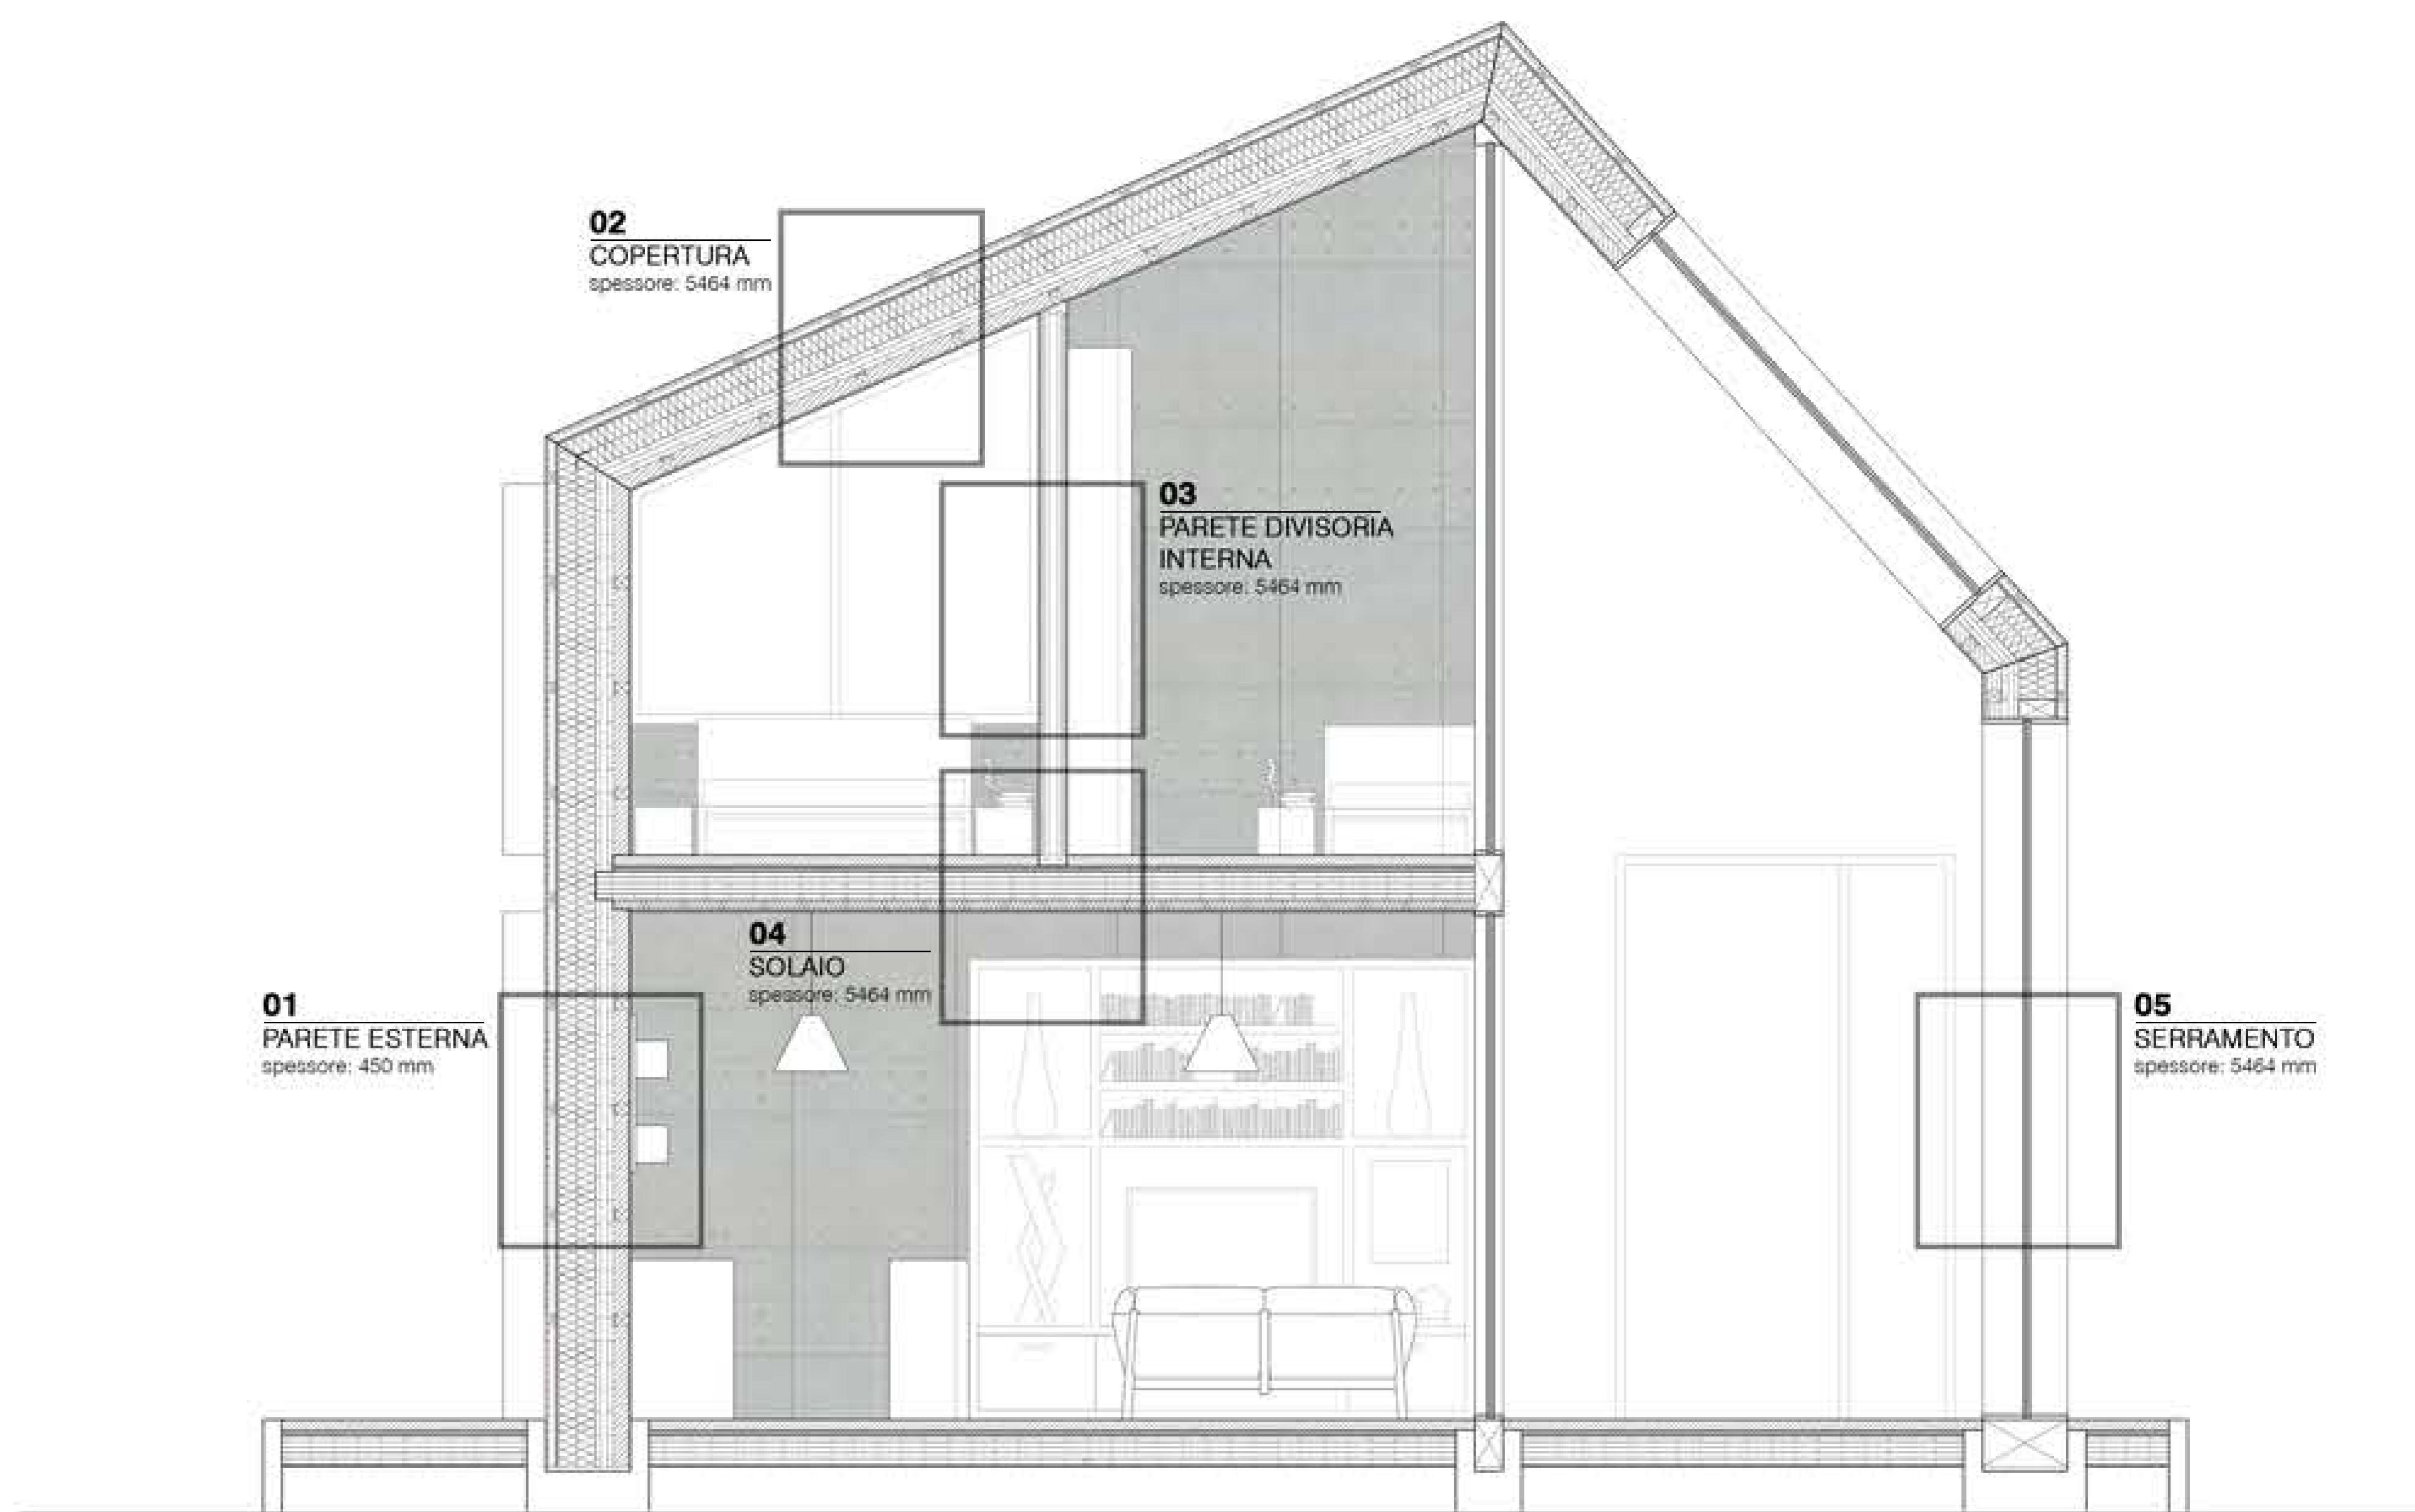 02
COPERTURA
spessore: 5464 mm
03
PARETE DIVISORIA
INTERNA
spessore: 5464 mm
04
SOLAIO
spessore: 5464 mm
01
PARETE ESTERNA
spessore: 450 mm
05
SERRAMENTO
spessore: 5464 mm